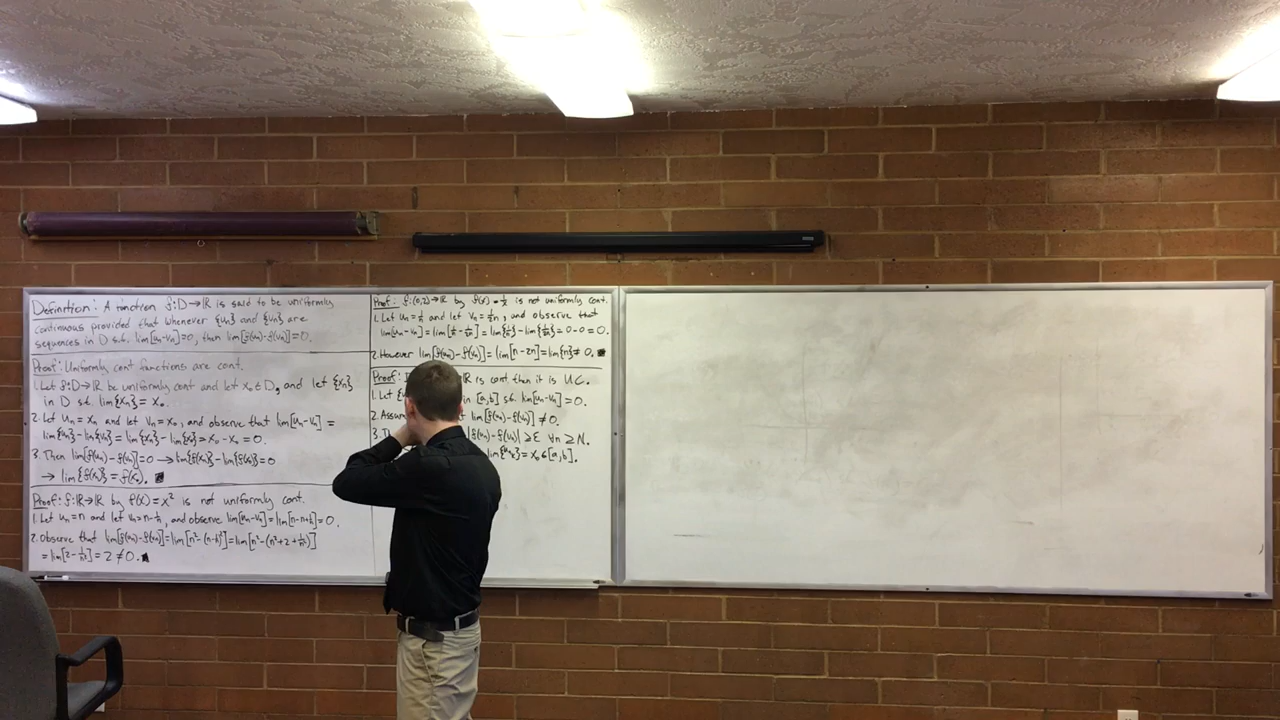 Definition: A function f:D→ℝ is said to be uniformly
continuous provided that whenever {uₙ} and {vₙ} are
sequences in D s.t. lim[uₙ-vₙ]=0, then lim[f(uₙ)-f(vₙ)]=0.
Proof: Uniformly cont functions are cont.
1. Let f:D→ℝ be uniformly cont and let x₀∈D, and let {xₙ}
in D s.t. lim{xₙ}=x₀.
2. Let uₙ=xₙ and let vₙ=x₀, and observe that lim[uₙ-vₙ]=
lim{uₙ}-lim{vₙ}=lim{xₙ}-lim{x₀}=x₀-x₀=0.
3. Then lim[f(uₙ)-f(vₙ)]=0→lim{f(xₙ)}-lim{f(x₀)}=0
→ lim{f(xₙ)}=f(x₀). ■
Proof: f:ℝ→ℝ by f(x)=x² is not uniformly cont.
1. Let uₙ=n and let vₙ=n-1/n, and observe lim[uₙ-vₙ]=lim[n-n+1/n]=0.
2. Observe that lim[f(uₙ)-f(vₙ)]=lim[n²-(n-1/n)²]=lim[n²-(n²+2+1/n²)]
=lim[2-1/n²]=2≠0. ■
Proof: f:(0,2)→ℝ by f(x)=1/x is not uniformly cont.
1. Let uₙ=1/n and let vₙ=1/2n, and observe that
lim[uₙ-vₙ]=lim[1/n-1/2n]=lim{1/n}-lim{1/2n}=0-0=0.
2. However lim[f(uₙ)-f(vₙ)]=lim[n-2n]=lim{n}≠0. ■
Proof: ℝ is cont then it is UC.
1. Let in [a,b] s.t. lim[uₙ-vₙ]=0.
2. Assum lim[f(uₙ)-f(vₙ)]≠0.
3. |f(uₙ)-f(vₙ)|≥ε ∀n≥N.
=x₀∈[a,b].